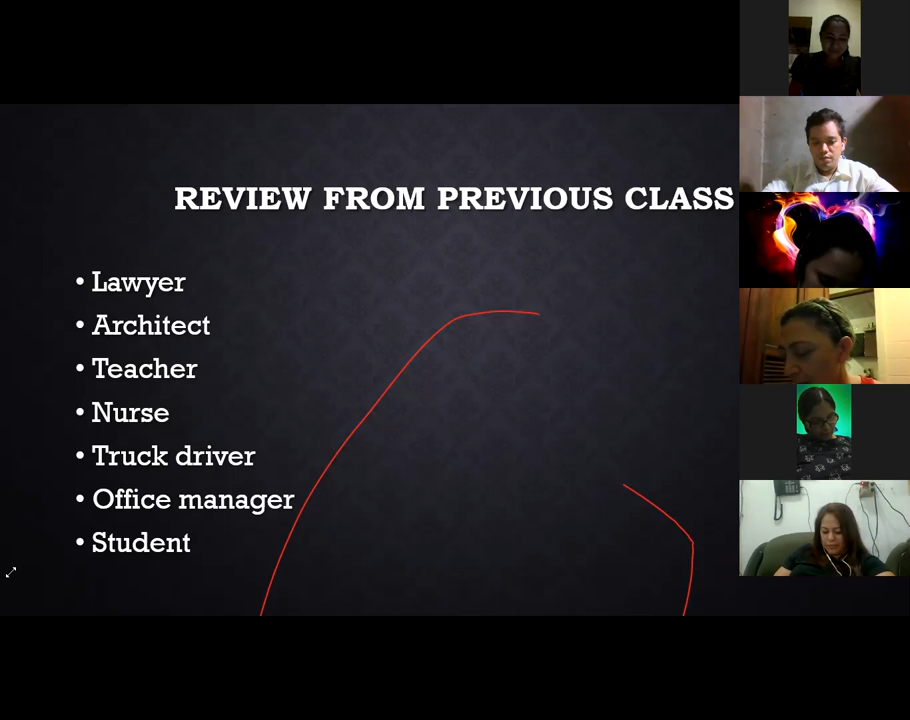 REVIEW FROM PREVIOUS CLASS
• Lawyer
• Architect
• Teacher
• Nurse
• Truck driver
• Office manager
• Student